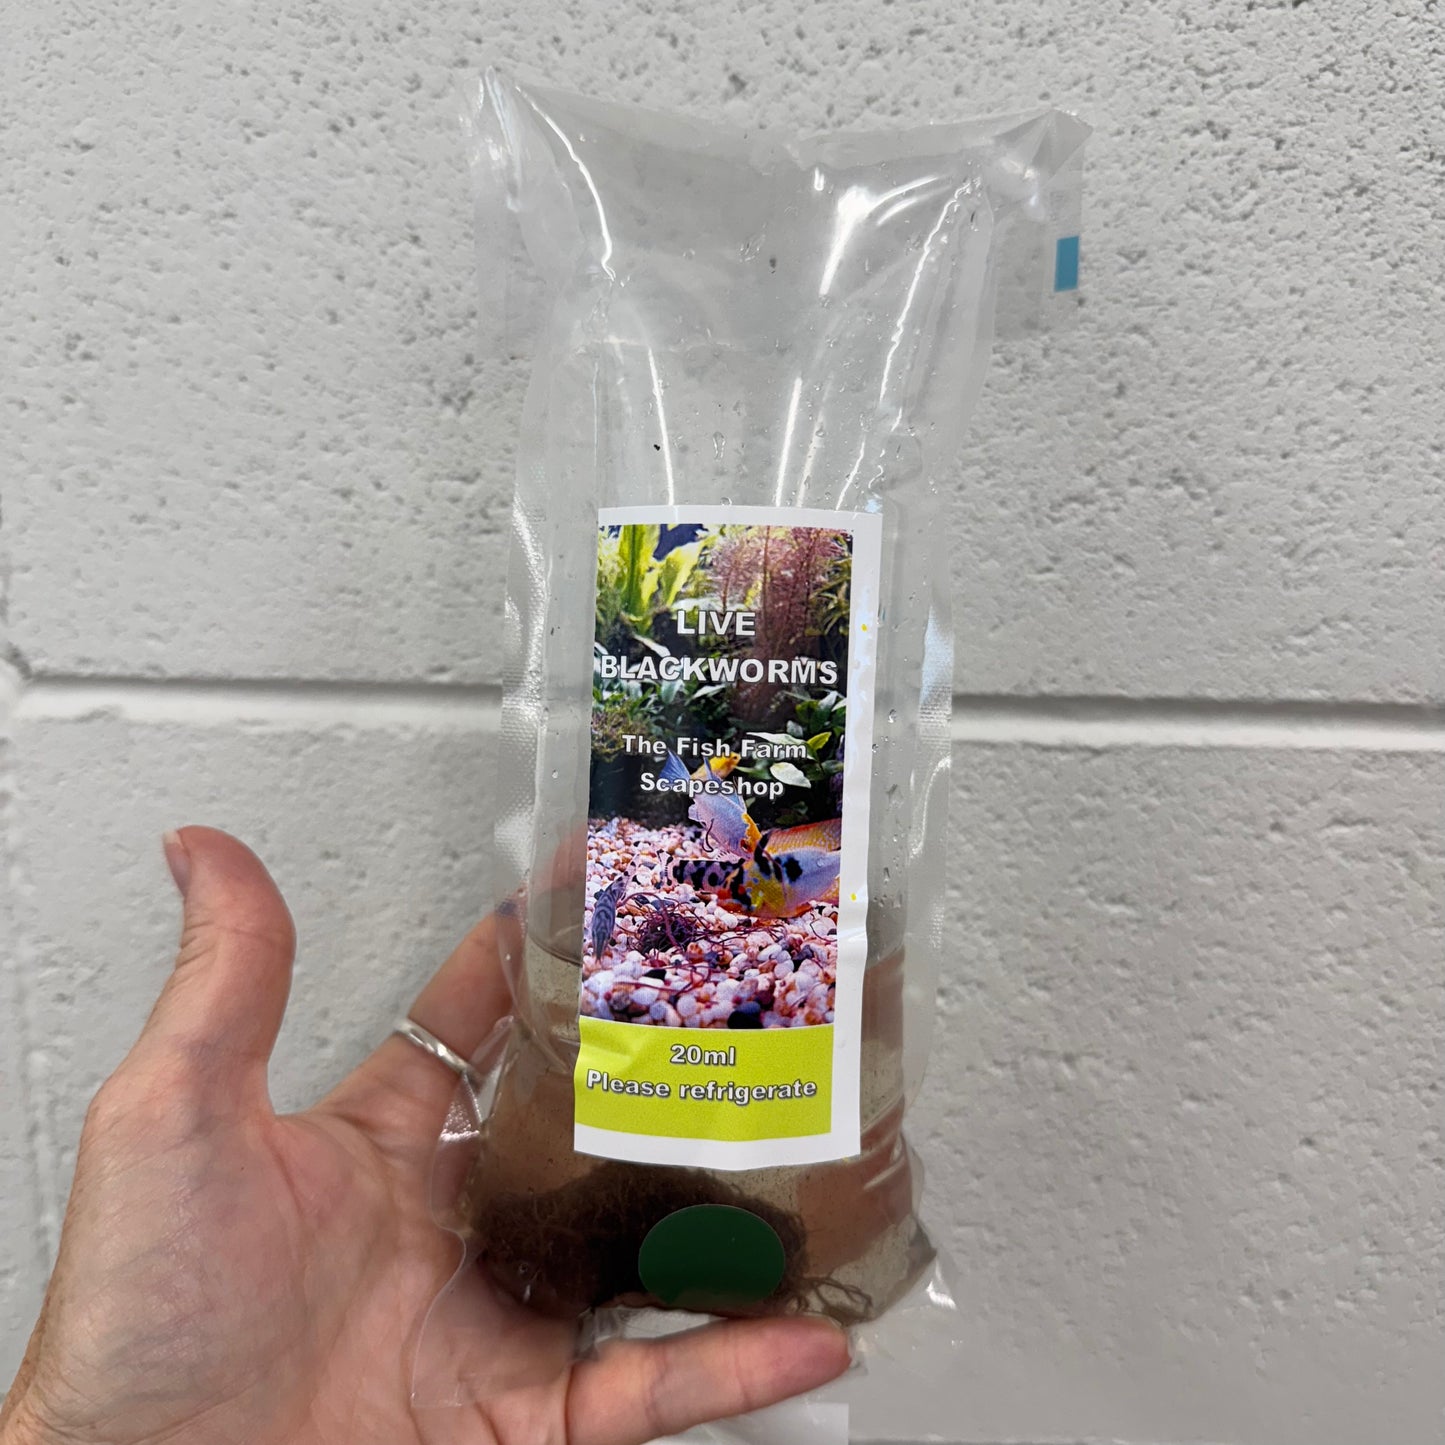 LIVE
BLACKWORMS
The Fish Farm
Scapeshop
20ml
Please refrigerate